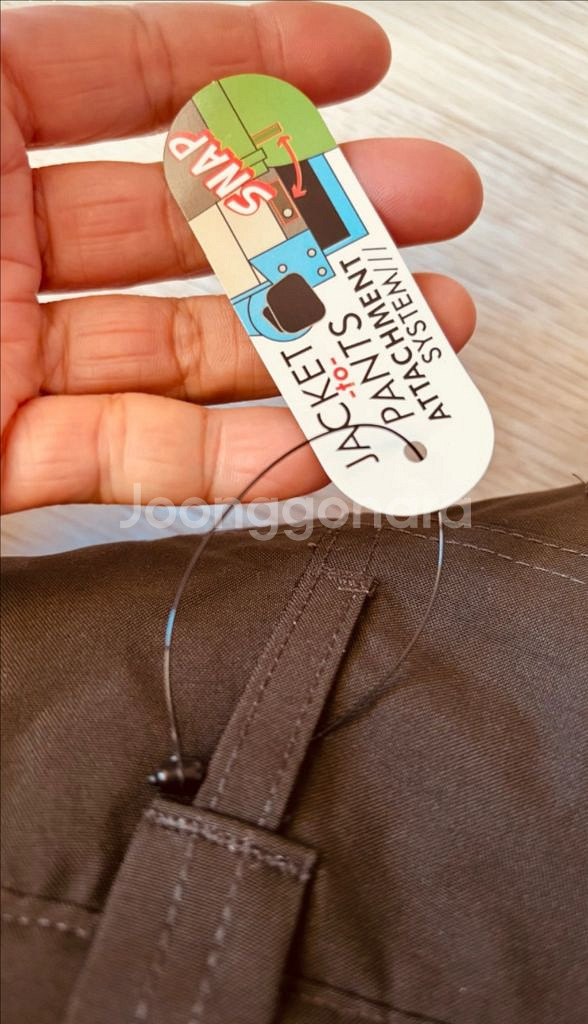 SNAP
JACKET
-to-
PANTS
ATTACHMENT
SYSTEM///
Joonggonara